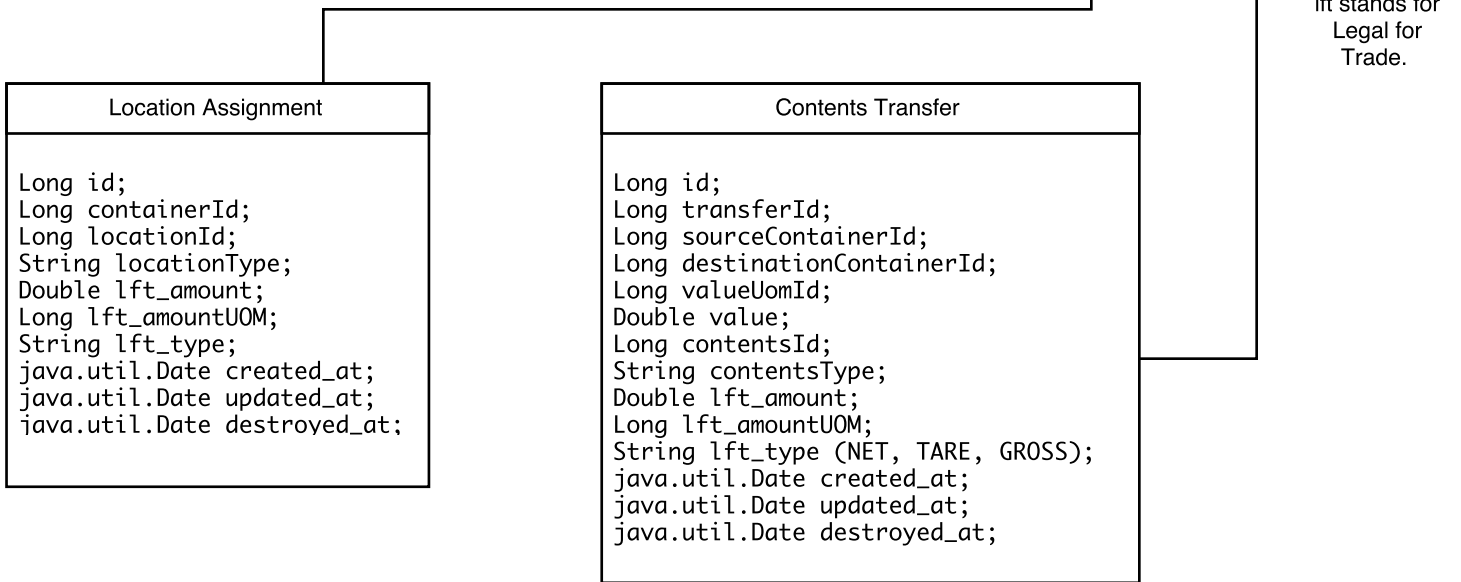 lft stands for
Legal for
Trade.
Location Assignment
Long id;
Long containerId;
Long locationId;
String locationType;
Double lft_amount;
Long lft_amountUOM;
String lft_type;
java.util.Date created_at;
java.util.Date updated_at;
java.util.Date destroyed_at;
Contents Transfer
Long id;
Long transferId;
Long sourceContainerId;
Long destinationContainerId;
Long valueUomId;
Double value;
Long contentsId;
String contentsType;
Double lft_amount;
Long lft_amountUOM;
String lft_type (NET, TARE, GROSS);
java.util.Date created_at;
java.util.Date updated_at;
java.util.Date destroyed_at;